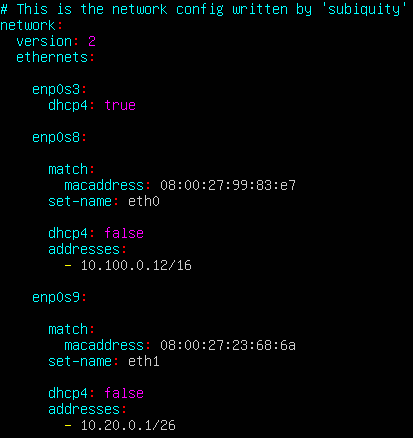 # This is the network config written by 'subiquity'
network:
  version: 2
  ethernets:

    enp0s3:
      dhcp4: true

    enp0s8:

      match:
        macaddress: 08:00:27:99:83:e7
      set-name: eth0

      dhcp4: false
      addresses:
        - 10.100.0.12/16

    enp0s9:

      match:
        macaddress: 08:00:27:23:68:6a
      set-name: eth1

      dhcp4: false
      addresses:
        - 10.20.0.1/26